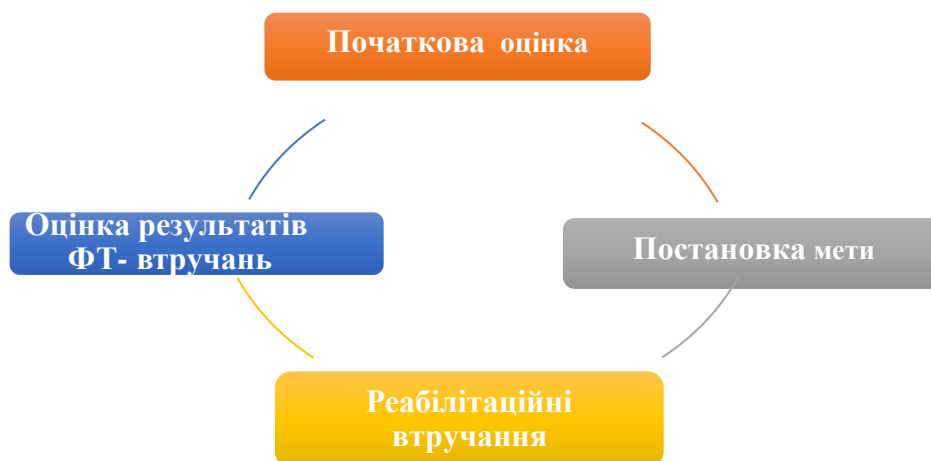 Початкова оцінка
Оцінка результатів
ФТ- втручань
Постановка мети
Реабілітаційні
втручання